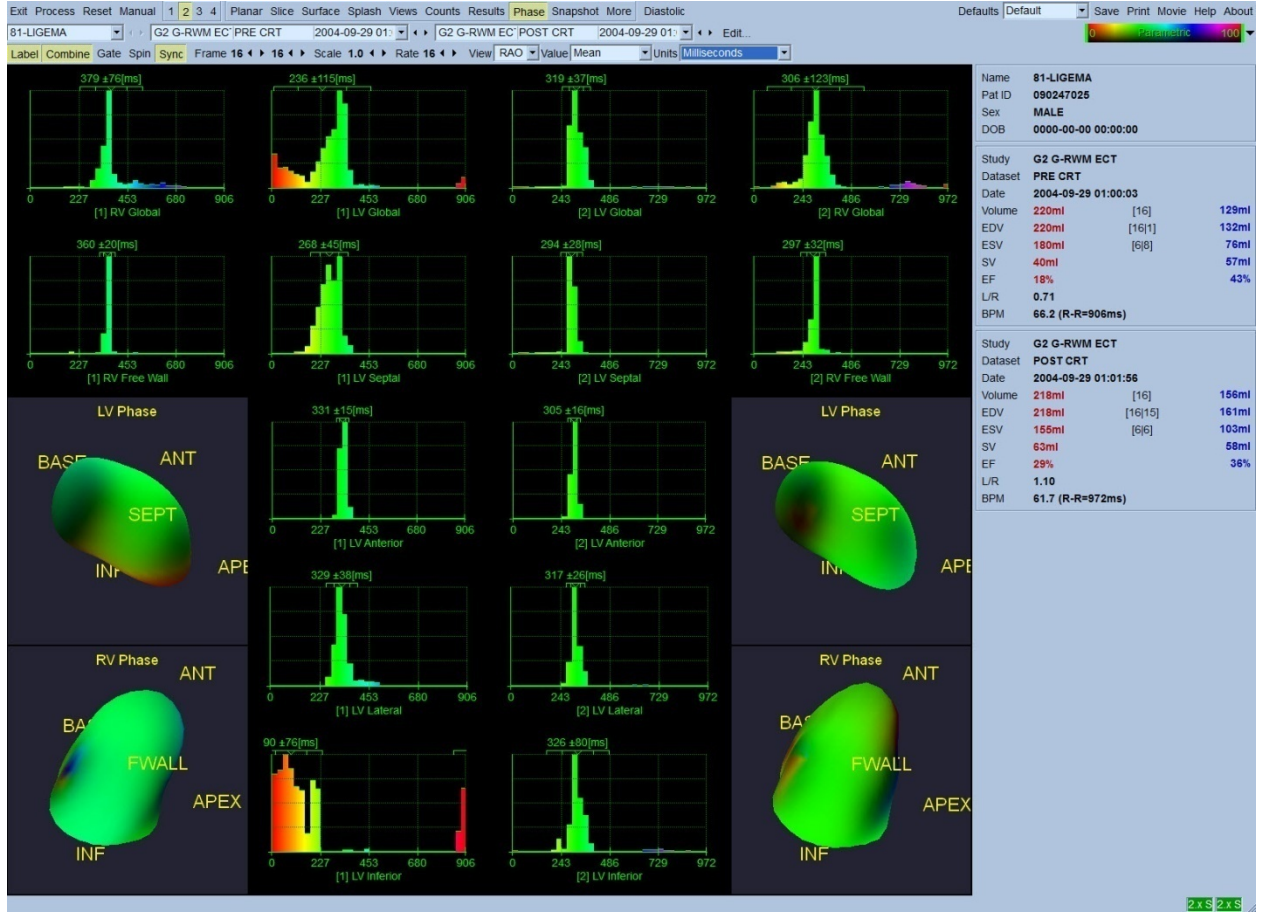 Exit Process Reset Manual 1 2 3 4 Planar Slice Surface Splash Views Counts Results Phase Snapshot More Diastolic Defaults Default Save Print Movie Help About
81-LIGEMA G2 G-RWM EC PRE CRT 2004-09-29 01: G2 G-RWM EC POST CRT 2004-09-29 01: Edit... 0 Parametric 100
Label Combine Gate Spin Sync Frame 16 16 Scale 1.0 Rate 16 View RAO Value Mean Units Milliseconds
379 ±76[ms] 236 ±115[ms] 319 ±37[ms] 306 ±123[ms]
0 227 453 680 906 0 227 453 680 906 0 243 486 729 972 0 243 486 729 972
[1] RV Global [1] LV Global [2] LV Global [2] RV Global
360 ±20[ms] 268 ±45[ms] 294 ±28[ms] 297 ±32[ms]
0 227 453 680 906 0 227 453 680 906 0 243 486 729 972 0 243 486 729 972
[1] RV Free Wall [1] LV Septal [2] LV Septal [2] RV Free Wall
LV Phase
BASE ANT
SEPT
INF APE
331 ±15[ms] 305 ±16[ms]
0 227 453 680 906 0 243 486 729 972
[1] LV Anterior [2] LV Anterior
LV Phase
BASE ANT
SEPT
INF APE
329 ±38[ms] 317 ±26[ms]
0 227 453 680 906 0 243 486 729 972
[1] LV Lateral [2] LV Lateral
RV Phase
ANT
BAS
FWALL
APEX
INF
90 ±76[ms] 326 ±80[ms]
0 227 453 680 906 0 243 486 729 972
[1] LV Inferior [2] LV Inferior
RV Phase
ANT
BAS
FWALL
APEX
INF
Name 81-LIGEMA
Pat ID 090247025
Sex MALE
DOB 0000-00-00 00:00:00
Study G2 G-RWM ECT
Dataset PRE CRT
Date 2004-09-29 01:00:03
Volume 220ml [16] 129ml
EDV 220ml [16|1] 132ml
ESV 180ml [6|8] 76ml
SV 40ml 57ml
EF 18% 43%
L/R 0.71
BPM 66.2 (R-R=906ms)
Study G2 G-RWM ECT
Dataset POST CRT
Date 2004-09-29 01:01:56
Volume 218ml [16] 156ml
EDV 218ml [16|15] 161ml
ESV 155ml [6|6] 103ml
SV 63ml 58ml
EF 29% 36%
L/R 1.10
BPM 61.7 (R-R=972ms)
2.x S 2.x S